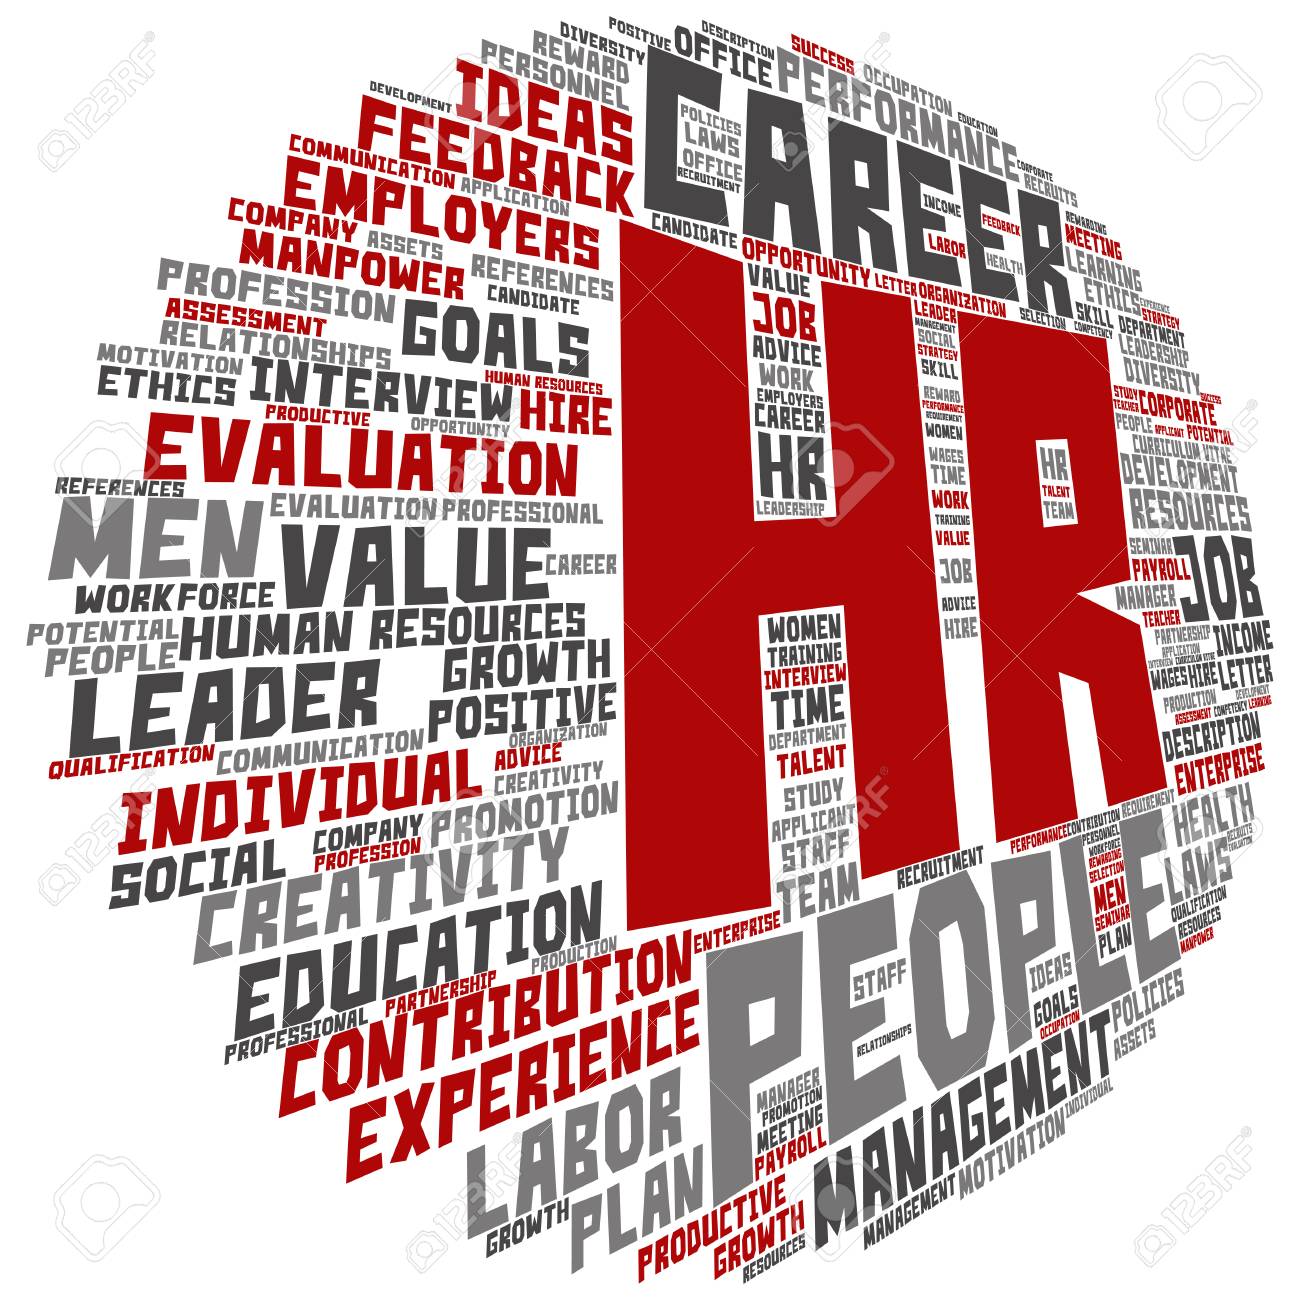 POSITIVE
DESCRIPTION
DIVERSITY
OFFICE
SUCCESS
REWARD
PERSONNEL
PERFORMANCE
OCCUPATION
EDUCATION
IDEAS
CAREER
DEVELOPMENT
FEEDBACK
POLICIES
LAWS
OFFICE
RECRUITMENT
CORPORATE
RECRUITS
COMMUNICATION
APPLICATION
EMPLOYERS
INCOME
FEEDBACK
LABOR
HEALTH
REWARDING
MEETING
LEARNING
ETHICS
EXPERIENCE
COMPANY
ASSETS
MANPOWER
REFERENCES
CANDIDATE
CANDIDATE
OPPORTUNITY
LETTER
ORGANIZATION
SELECTION
COMPETENCY
SKILL
STRATEGY
DEPARTMENT
LEADERSHIP
DIVERSITY
PROFESSION
ASSESSMENT
RELATIONSHIPS
GOALS
MOTIVATION
ETHICS
INTERVIEW
HUMAN RESOURCES
HIRE
PRODUCTIVE
OPPORTUNITY
EVALUATION
HR
VALUE
JOB
ADVICE
WORK
EMPLOYERS
CAREER
HR
LEADERSHIP
LEADER
MANAGEMENT
SOCIAL
STRATEGY
SKILL
REWARD
PERFORMANCE
REQUIREMENT
WOMEN
WAGES
TIME
WORK
TRAINING
VALUE
JOB
ADVICE
HIRE
HR
TALENT
TEAM
STUDY
SUCCESS
TEACHER
CORPORATE
PEOPLE
APPLICANT
POTENTIAL
CURRICULUM VITAE
DEVELOPMENT
RESOURCES
SEMINAR
PAYROLL
JOB
MANAGER
TEACHER
PARTNERSHIP
INCOME
APPLICATION
INTERVIEW
CURRICULUM VITAE
WAGES
HIRE
LETTER
PRODUCTION
DEVELOPMENT
ASSESSMENT
COMPETENCY
LEARNING
DESCRIPTION
ENTERPRISE
REFERENCES
MEN
EVALUATION
PROFESSIONAL
VALUE
CAREER
WORKFORCE
POTENTIAL
HUMAN RESOURCES
PEOPLE
GROWTH
LEADER
POSITIVE
ORGANIZATION
QUALIFICATION
COMMUNICATION
ADVICE
INDIVIDUAL
CREATIVITY
COMPANY
PROMOTION
PROFESSION
SOCIAL
CREATIVITY
WOMEN
TRAINING
INTERVIEW
TIME
DEPARTMENT
TALENT
STUDY
APPLICANT
STAFF
TEAM
RECRUITMENT
PERFORMANCE
CONTRIBUTION
REQUIREMENT
PERSONNEL
WORKFORCE
REWARDING
SELECTION
MEN
SEMINAR
PLAN
HEALTH
RECRUITS
EVALUATION
LAWS
QUALIFICATION
RESOURCES
MANPOWER
EDUCATION
PRODUCTION
PARTNERSHIP
PROFESSIONAL
CONTRIBUTION
ENTERPRISE
EXPERIENCE
PEOPLE
STAFF
RELATIONSHIPS
IDEAS
GOALS
OCCUPATION
POLICIES
ASSETS
LABOR
MANAGER
PROMOTION
MEETING
PAYROLL
MANAGEMENT
INDIVIDUAL
MOTIVATION
GROWTH
PLAN
PRODUCTIVE
GROWTH
RESOURCES
MANAGEMENT
123RF